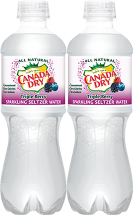 ALL NATURAL
CANADA
DRY
Triple Berry
SPARKLING SELTZER WATER
ALL NATURAL
CANADA
DRY
Triple Berry
SPARKLING SELTZER WATER